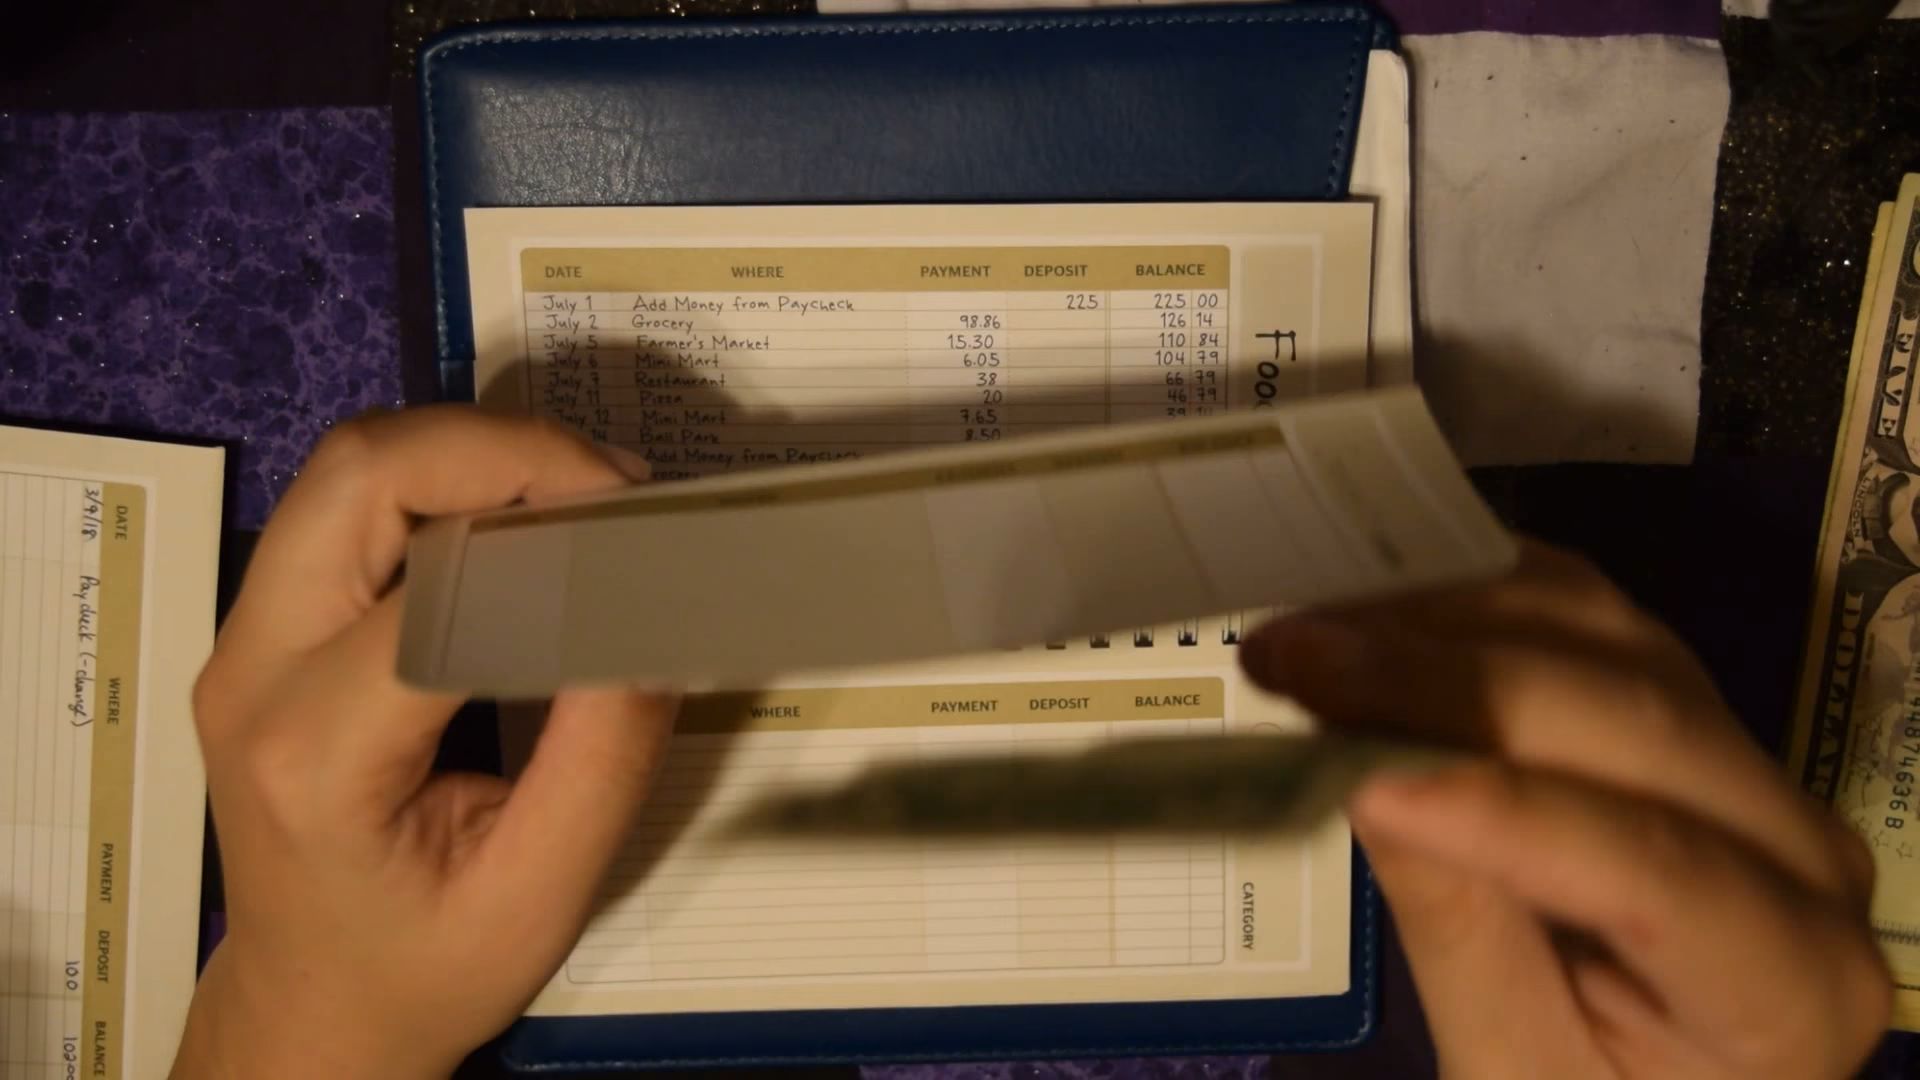 DATE WHERE PAYMENT DEPOSIT BALANCE
July 1 Add Money from Paycheck 225 225 00
July 2 Grocery 98.86 126 14
July 5 Farmer's Market 15.30 110 84
July 6 Mini Mart 6.05 104 79
July 7 Restaurant 38 66 79
July 11 Pizza 20 46 79
July 12 Mini Mart 7.65
14 Ball Park 8.50
Add Money from Paycheck
Grocery
WHERE PAYMENT DEPOSIT BALANCE
CATEGORY
DATE WHERE PAYMENT DEPOSIT BALANCE
3/9/18 Paycheck (-change) 100
LINCOLN